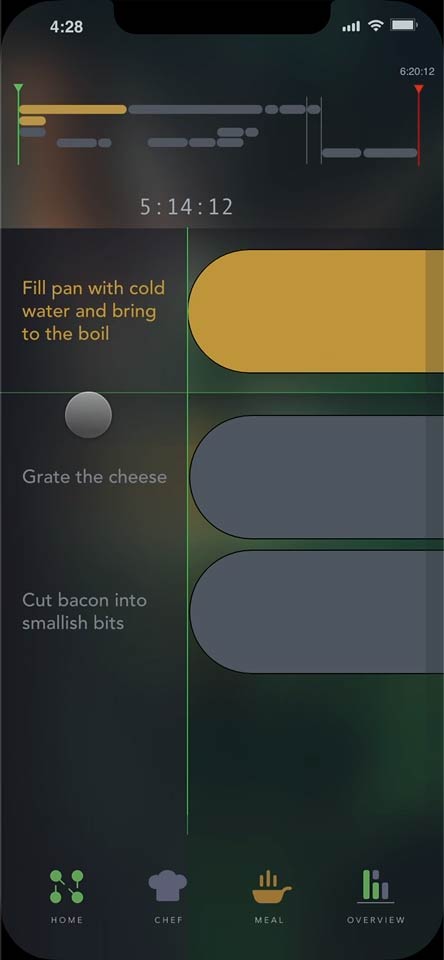 4:28
6:20:12
5:14:12
Fill pan with cold
water and bring
to the boil
Grate the cheese
Cut bacon into
smallish bits
HOME
CHEF
MEAL
OVERVIEW